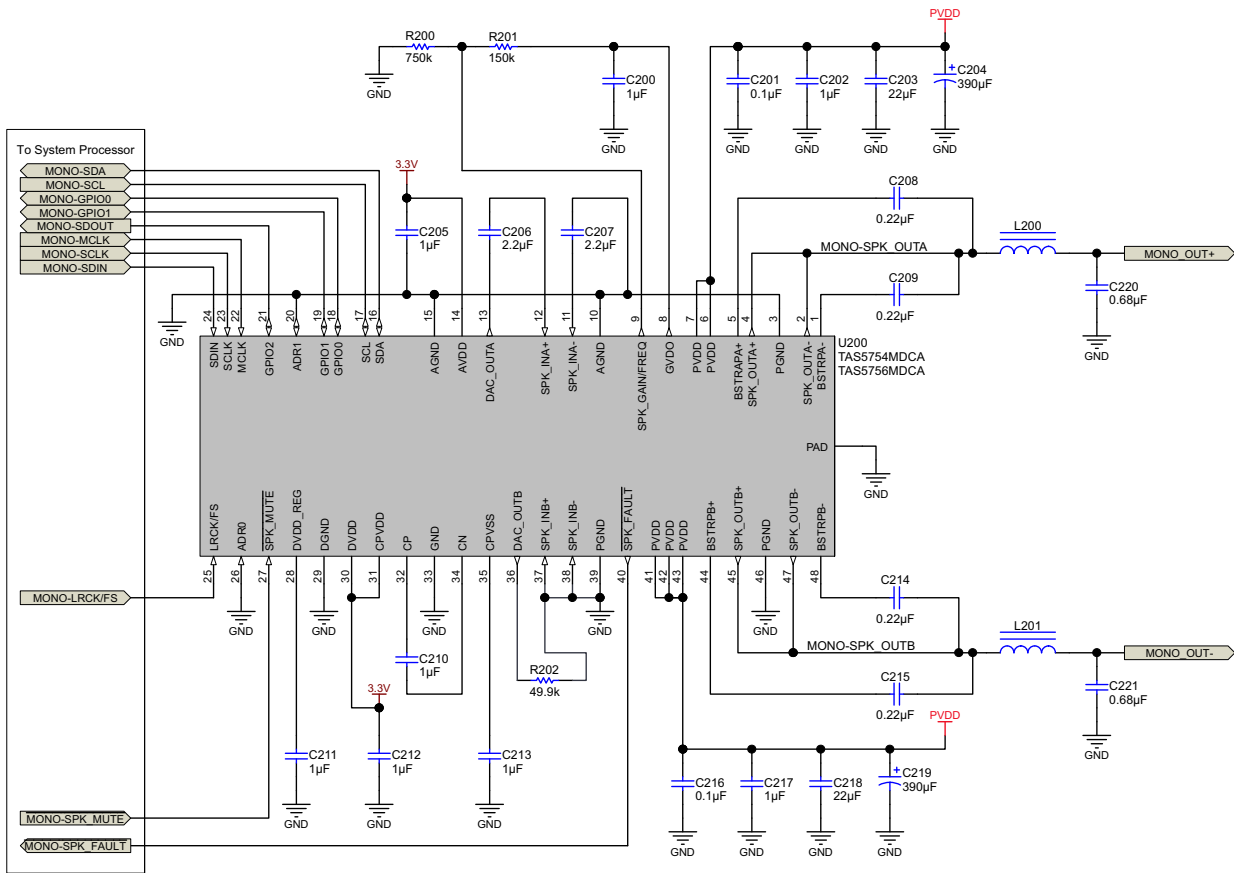 PVDD
R200
750k
R201
150k
C200
1µF
GND
GND
C201
0.1µF
C202
1µF
C203
22µF
+
C204
390µF
GND
GND
GND
GND
To System Processor
MONO-SDA
MONO-SCL
MONO-GPIO0
MONO-GPIO1
MONO-SDOUT
MONO-MCLK
MONO-SCLK
MONO-SDIN
3.3V
C205
1µF
C206
2.2µF
C207
2.2µF
C208
0.22µF
MONO-SPK_OUTA
L200
MONO_OUT+
C209
0.22µF
C220
0.68µF
GND
GND
24
23
22
21
20
19
18
17
16
15
14
13
12
11
10
9
8
7
6
5
4
3
2
1
SDIN
SCLK
MCLK
GPIO2
ADR1
GPIO1
GPIO0
SCL
SDA
AGND
AVDD
DAC_OUTA
SPK_INA+
SPK_INA-
AGND
SPK_GAIN/FREQ
GVDO
PVDD
PVDD
BSTRAPA+
SPK_OUTA+
PGND
SPK_OUTA-
BSTRPA-
U200
TAS5754MDCA
TAS5756MDCA
PAD
GND
LRCK/FS
ADR0
SPK_MUTE
DVDD_REG
DGND
DVDD
CPVDD
CP
GND
CN
CPVSS
DAC_OUTB
SPK_INB+
SPK_INB-
PGND
SPK_FAULT
PVDD
PVDD
PVDD
BSTRPB+
SPK_OUTB+
PGND
SPK_OUTB-
BSTRPB-
25
26
27
28
29
30
31
32
33
34
35
36
37
38
39
40
41
42
43
44
45
46
47
48
MONO-LRCK/FS
GND
GND
GND
GND
GND
C214
0.22µF
MONO-SPK_OUTB
L201
MONO_OUT-
C210
1µF
R202
49.9k
C215
0.22µF
C221
0.68µF
GND
3.3V
PVDD
C211
1µF
C212
1µF
C213
1µF
C216
0.1µF
C217
1µF
C218
22µF
+
C219
390µF
GND
GND
GND
GND
GND
GND
GND
MONO-SPK_MUTE
MONO-SPK_FAULT